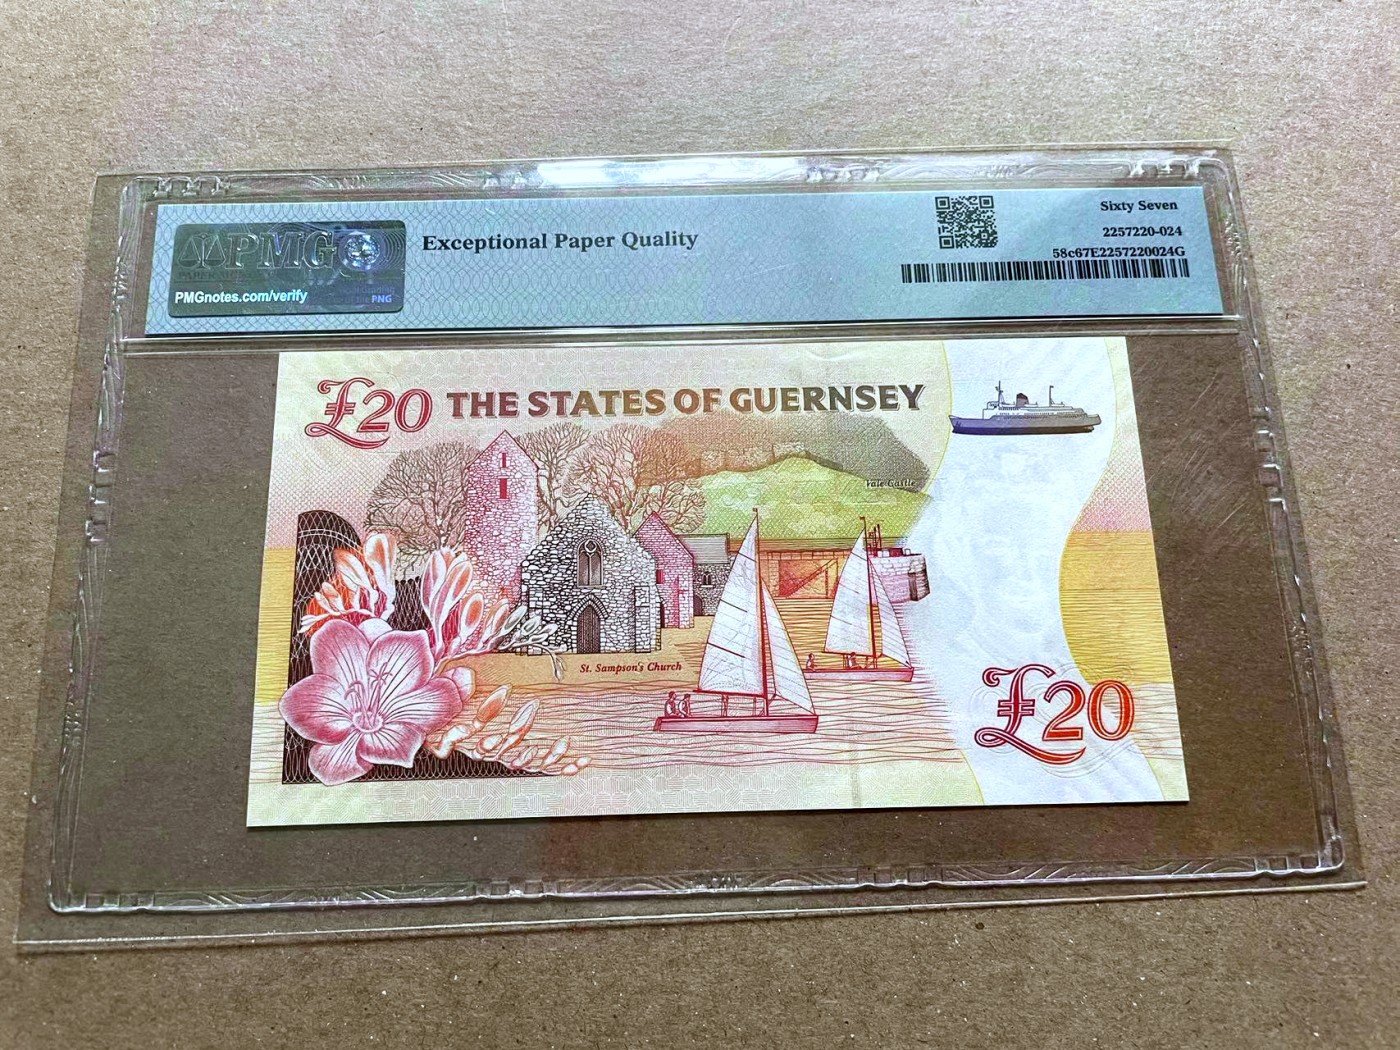 PMG
PMGnotes.com/verify
PNG
Exceptional Paper Quality
Sixty Seven
2257220-024
58c67E2257220024G
£20 THE STATES OF GUERNSEY
Vale Castle
St. Sampson's Church
£20